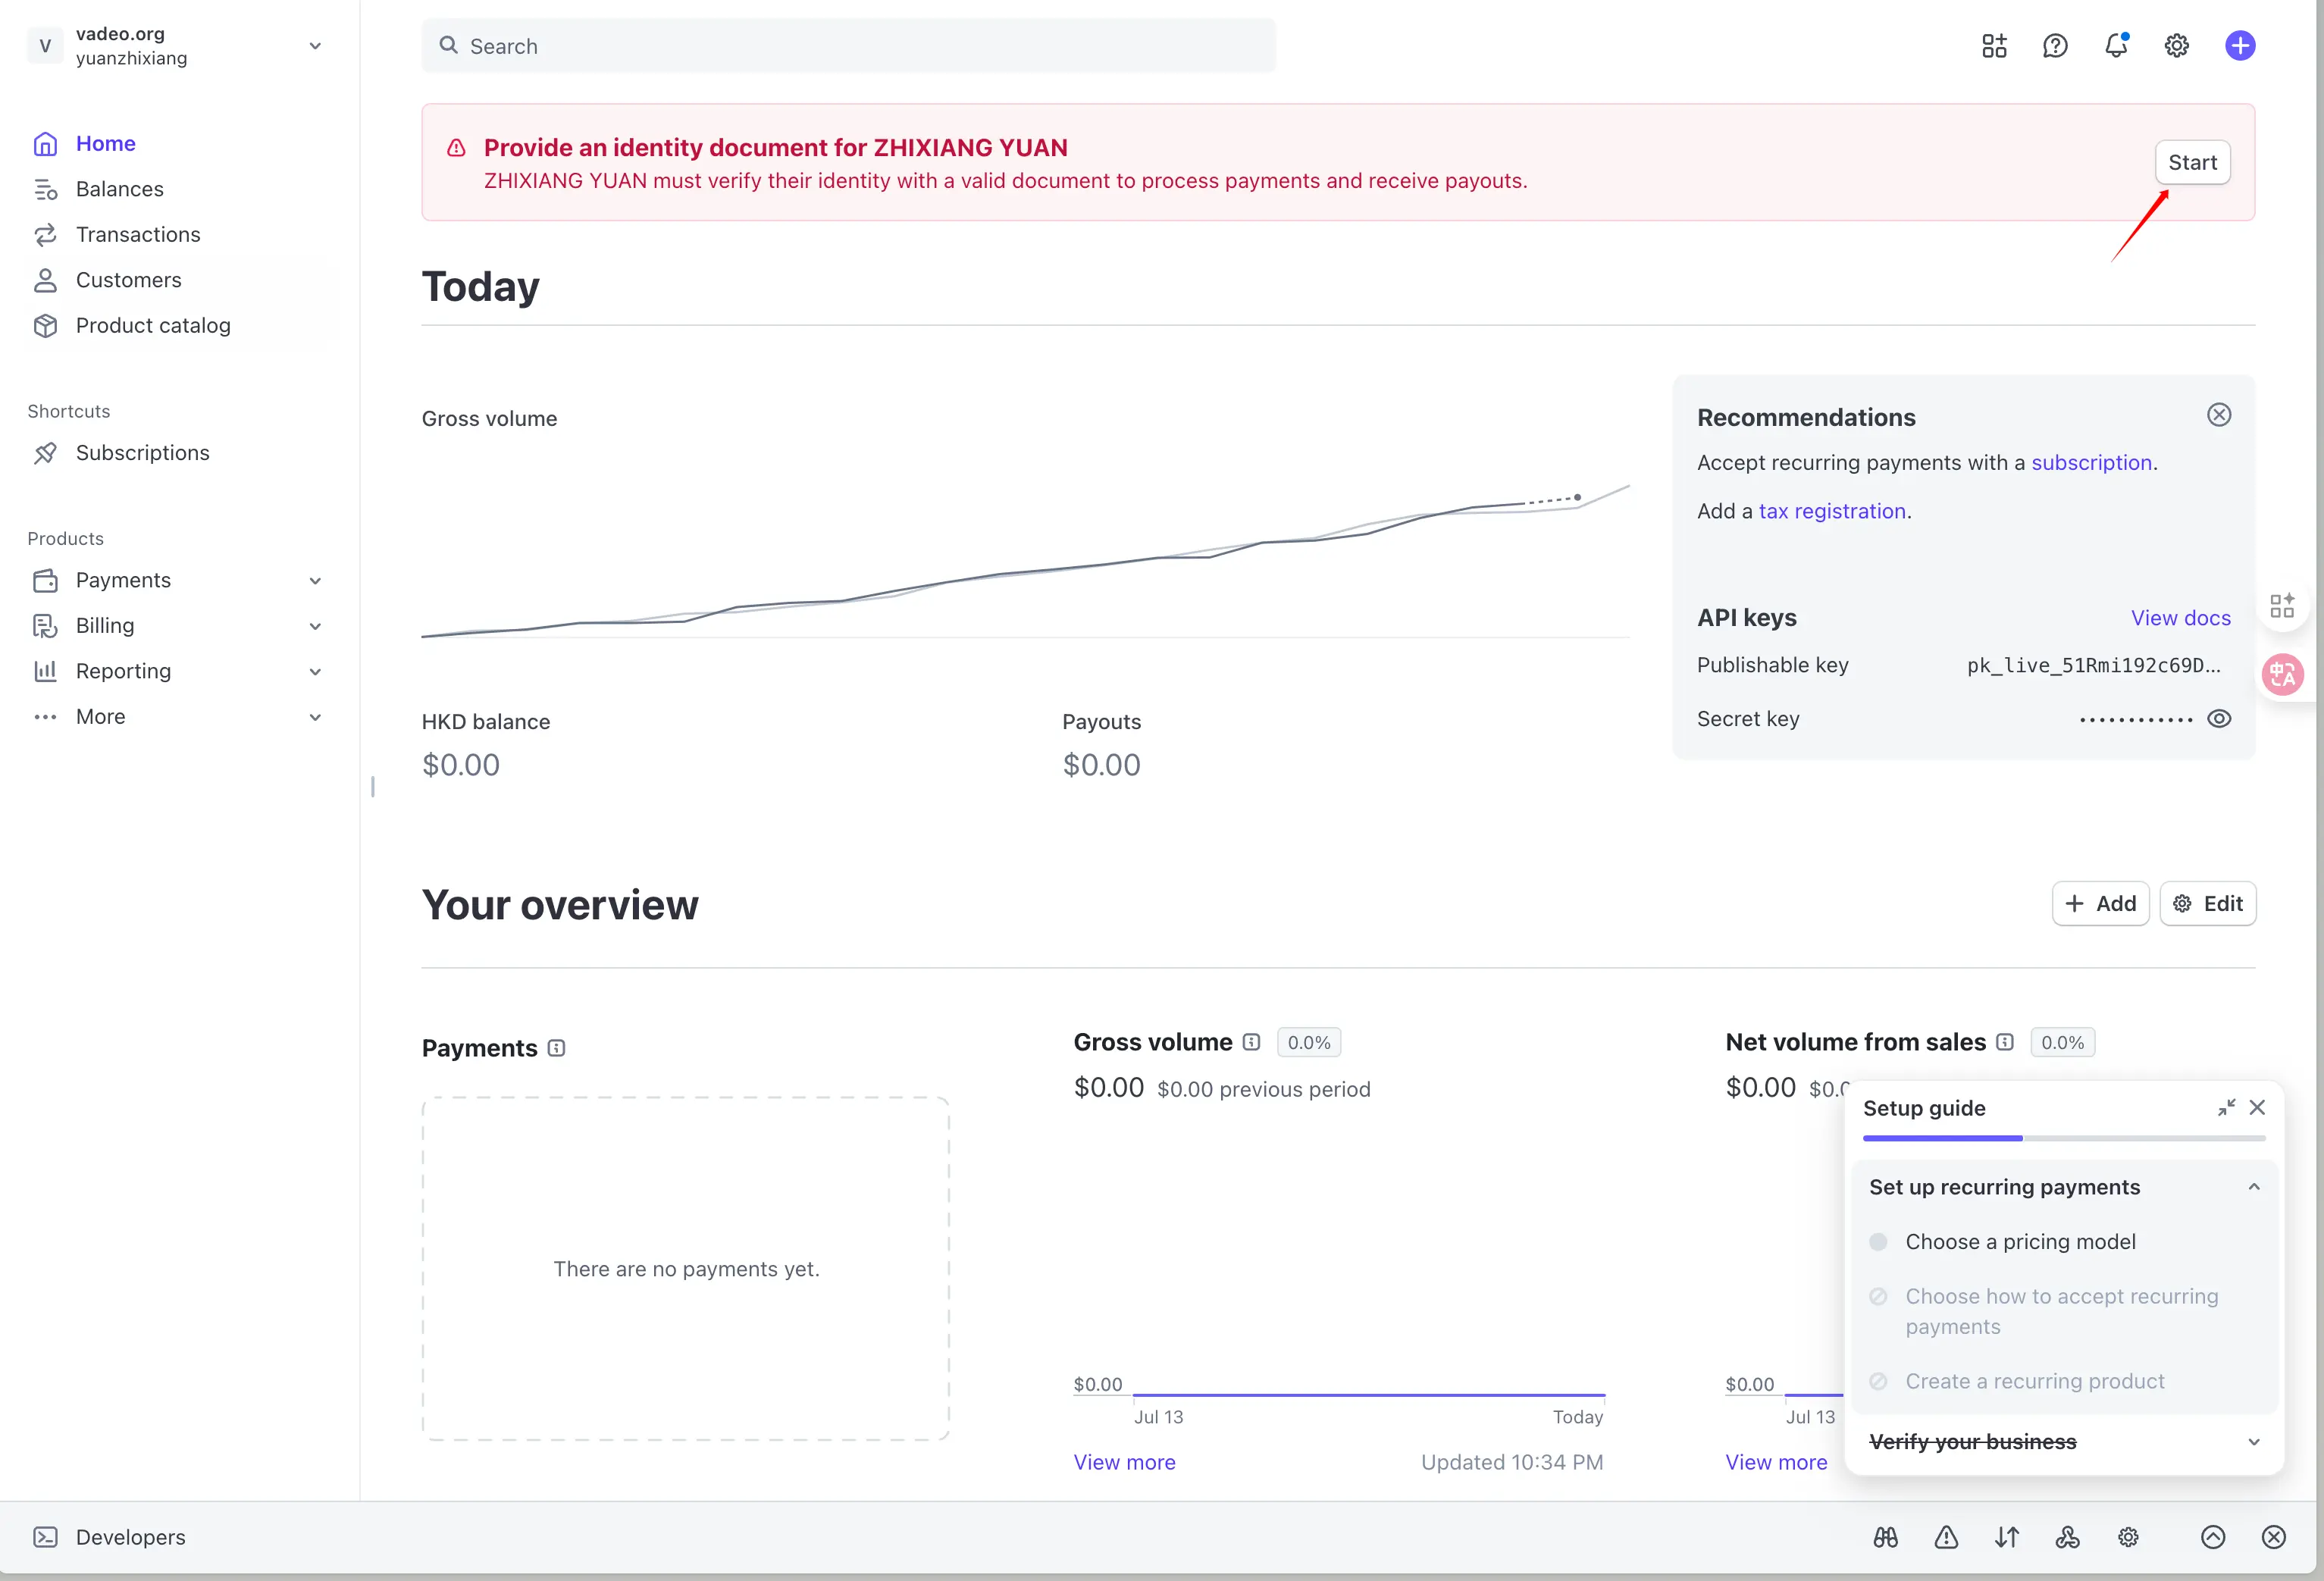 V
vadeo.org
yuanzhixiang
Search
Home
Balances
Transactions
Customers
Product catalog
Shortcuts
Subscriptions
Products
Payments
Billing
Reporting
More
Provide an identity document for ZHIXIANG YUAN
ZHIXIANG YUAN must verify their identity with a valid document to process payments and receive payouts.
Start
Today
Gross volume
HKD balance
$0.00
Payouts
$0.00
Recommendations
Accept recurring payments with a subscription.
Add a tax registration.
API keys
View docs
Publishable key
pk_live_51Rmi192c69D...
Secret key
••••••••••••
中A
Your overview
Add
Edit
Payments
There are no payments yet.
Gross volume
0.0%
$0.00 $0.00 previous period
$0.00
Jul 13
Today
View more
Updated 10:34 PM
Net volume from sales
0.0%
$0.00
$0.00
Jul 13
View more
Setup guide
Set up recurring payments
Choose a pricing model
Choose how to accept recurring
payments
Create a recurring product
Verify your business
Developers